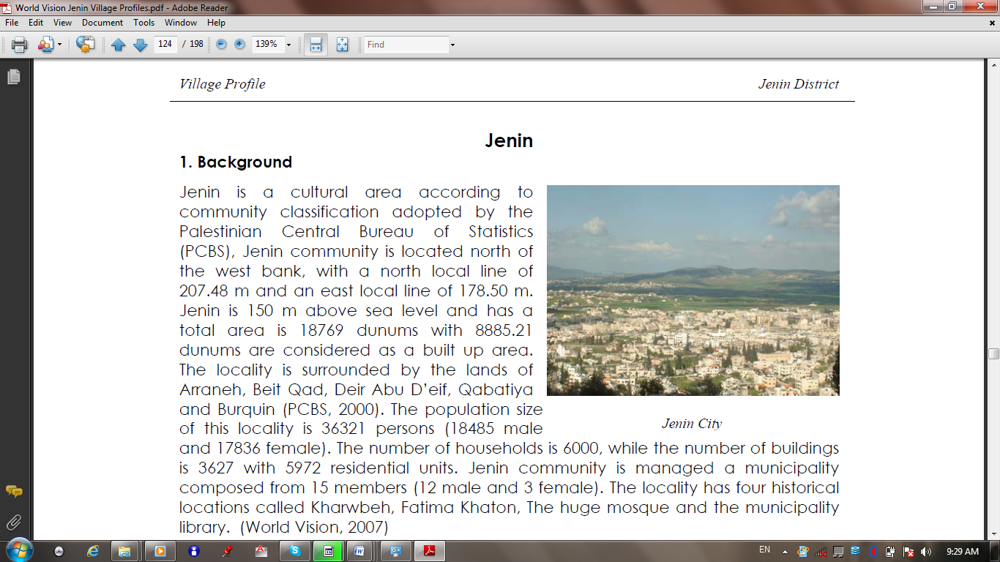 World Vision Jenin Village Profiles.pdf - Adobe Reader
File Edit View Document Tools Window Help
124 / 198 139% Find
Village Profile Jenin District
Jenin
1. Background
Jenin is a cultural area according to
community classification adopted by the
Palestinian Central Bureau of Statistics
(PCBS), Jenin community is located north of
the west bank, with a north local line of
207.48 m and an east local line of 178.50 m.
Jenin is 150 m above sea level and has a
total area is 18769 dunums with 8885.21
dunums are considered as a built up area.
The locality is surrounded by the lands of
Arraneh, Beit Qad, Deir Abu D'eif, Qabatiya
and Burquin (PCBS, 2000). The population size
of this locality is 36321 persons (18485 male
Jenin City
and 17836 female). The number of households is 6000, while the number of buildings
is 3627 with 5972 residential units. Jenin community is managed a municipality
composed from 15 members (12 male and 3 female). The locality has four historical
locations called Kharwbeh, Fatima Khaton, The huge mosque and the municipality
library. (World Vision, 2007)
EN 9:29 AM